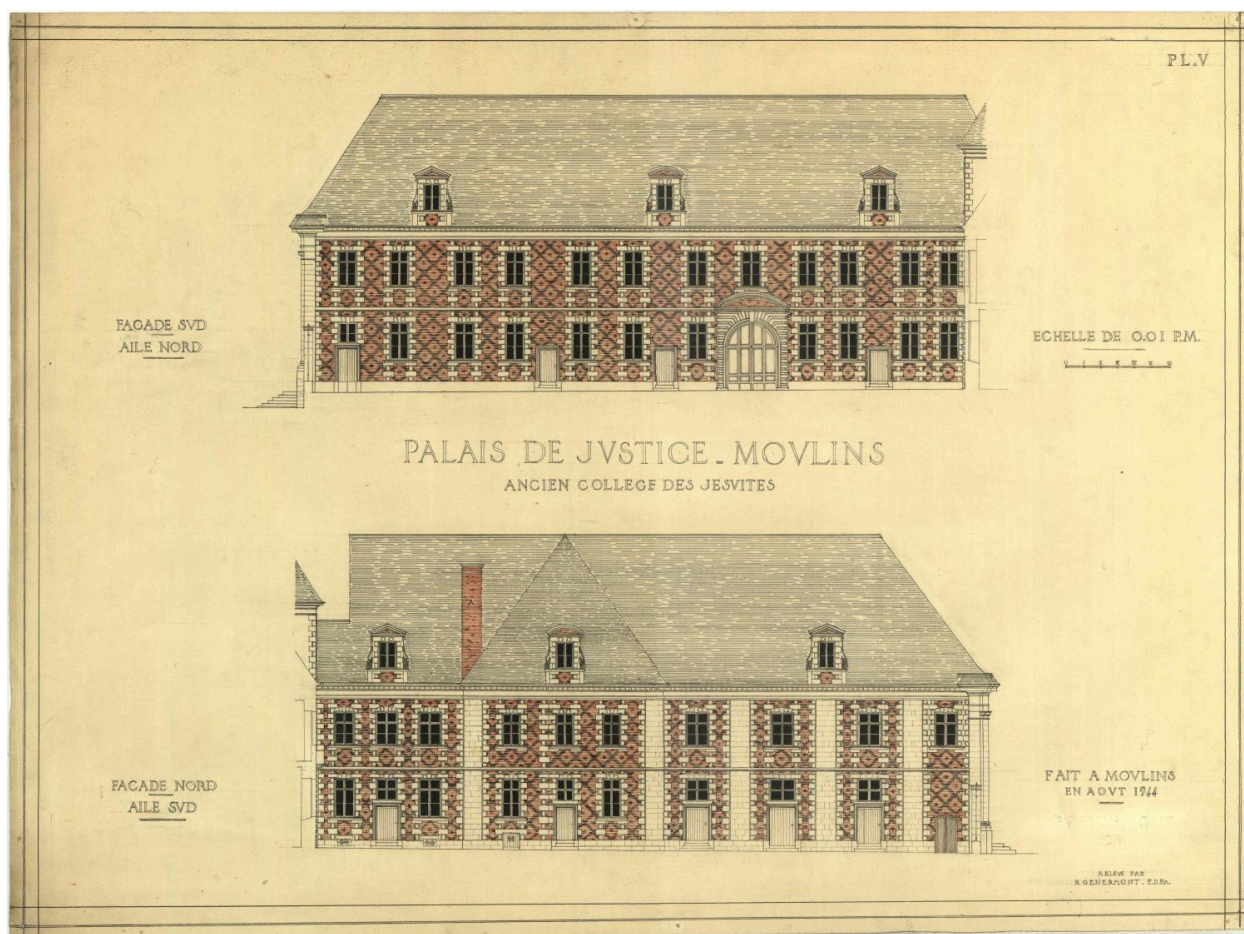 PL.V
FACADE SVD
AILE NORD
ECHELLE DE 0.01 P.M.
PALAIS DE JVSTICE - MOVLINS
ANCIEN COLLEGE DES JESVITES
FACADE NORD
AILE SVD
FAIT A MOVLINS
EN AOVT 1944
RELEVE PAR
R.GENERMONT. E.D.BA.